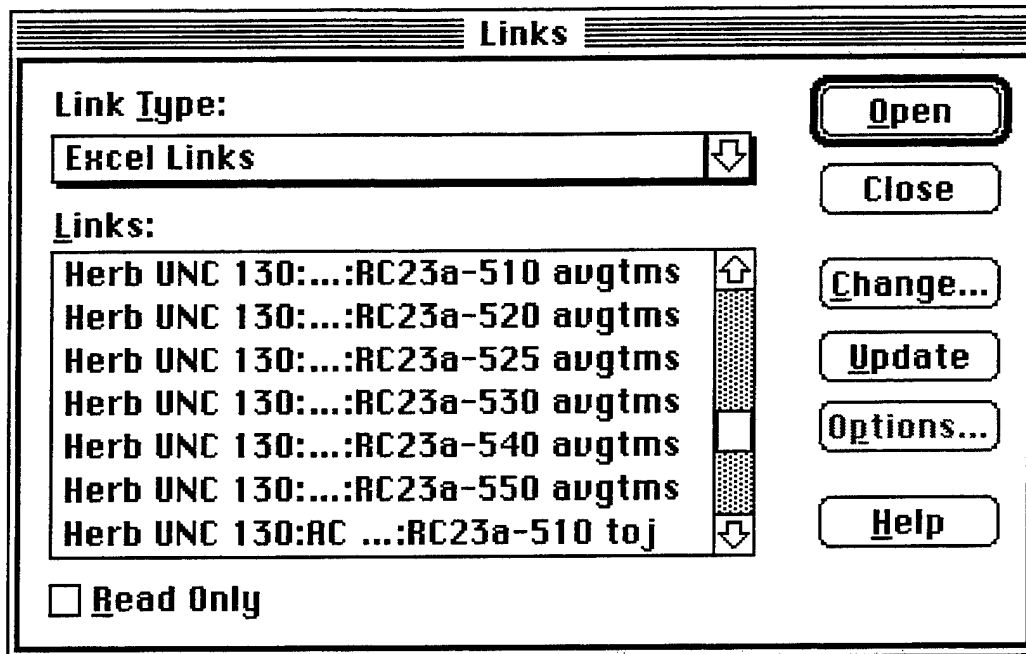 Links
Link Type:
Excel Links
Links:
Herb UNC 130:...:RC23a-510 avgtms
Herb UNC 130:...:RC23a-520 avgtms
Herb UNC 130:...:RC23a-525 avgtms
Herb UNC 130:...:RC23a-530 avgtms
Herb UNC 130:...:RC23a-540 avgtms
Herb UNC 130:...:RC23a-550 avgtms
Herb UNC 130:AC ...:RC23a-510 toj
Read Only
Open
Close
Change...
Update
Options...
Help